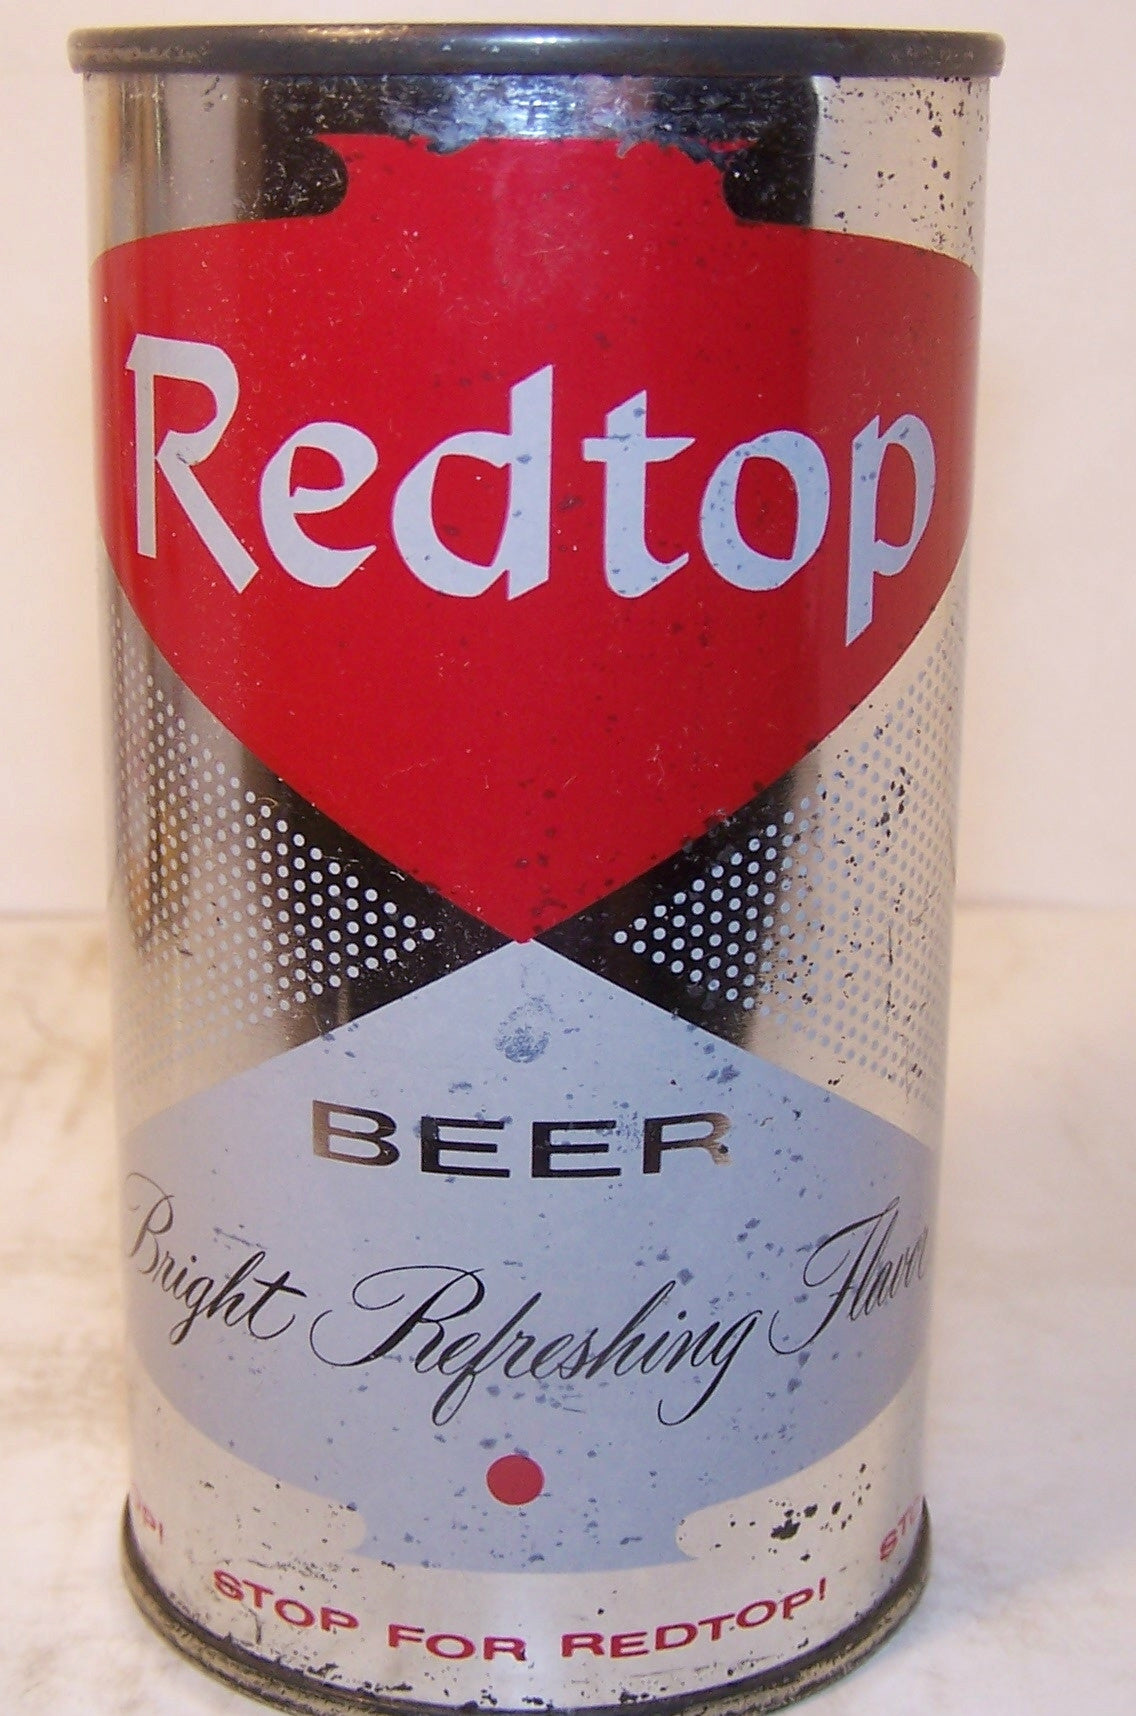 Redtop
BEER
Bright Refreshing Flavor
STOP FOR REDTOP!